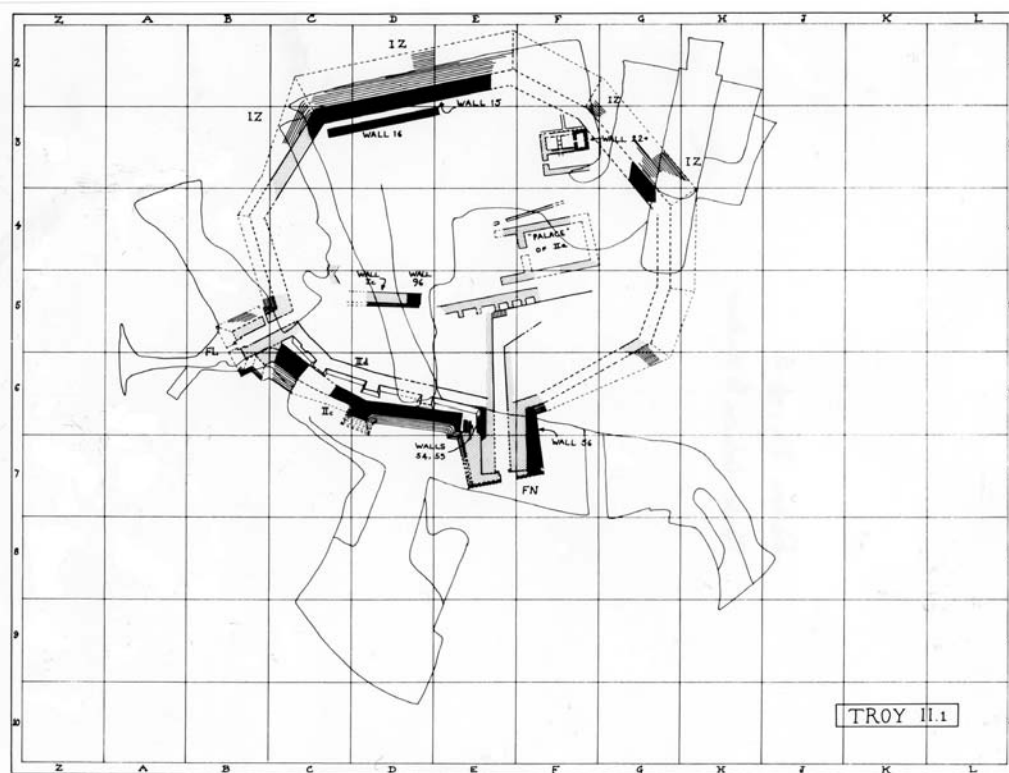 Z A B C D E F G H J K L
2
IZ
IZ
WALL 15
IZ
3
WALL 16
WALL 22
IZ
4
"PALACE"
OF IIa
WALL
Ic
WALL
96
5
FL
IId
6
IIc
WALLS
54, 55
WALL 56
7
FN
8
9
TROY II.1
10
Z A B C D E F G H J K L